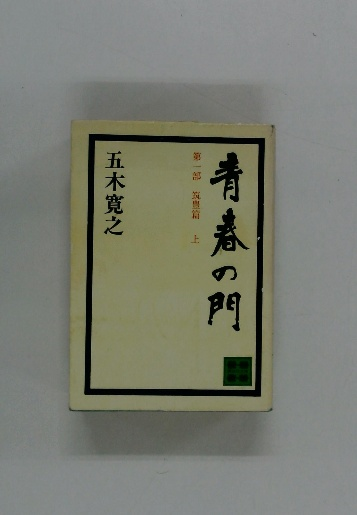 青春の門
第一部 筑豊篇 上
五木寛之